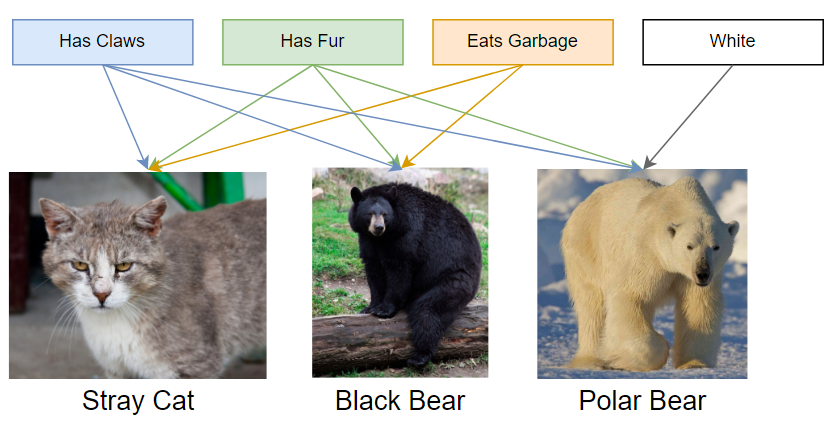 Has Claws
Has Fur
Eats Garbage
White
Stray Cat
Black Bear
Polar Bear